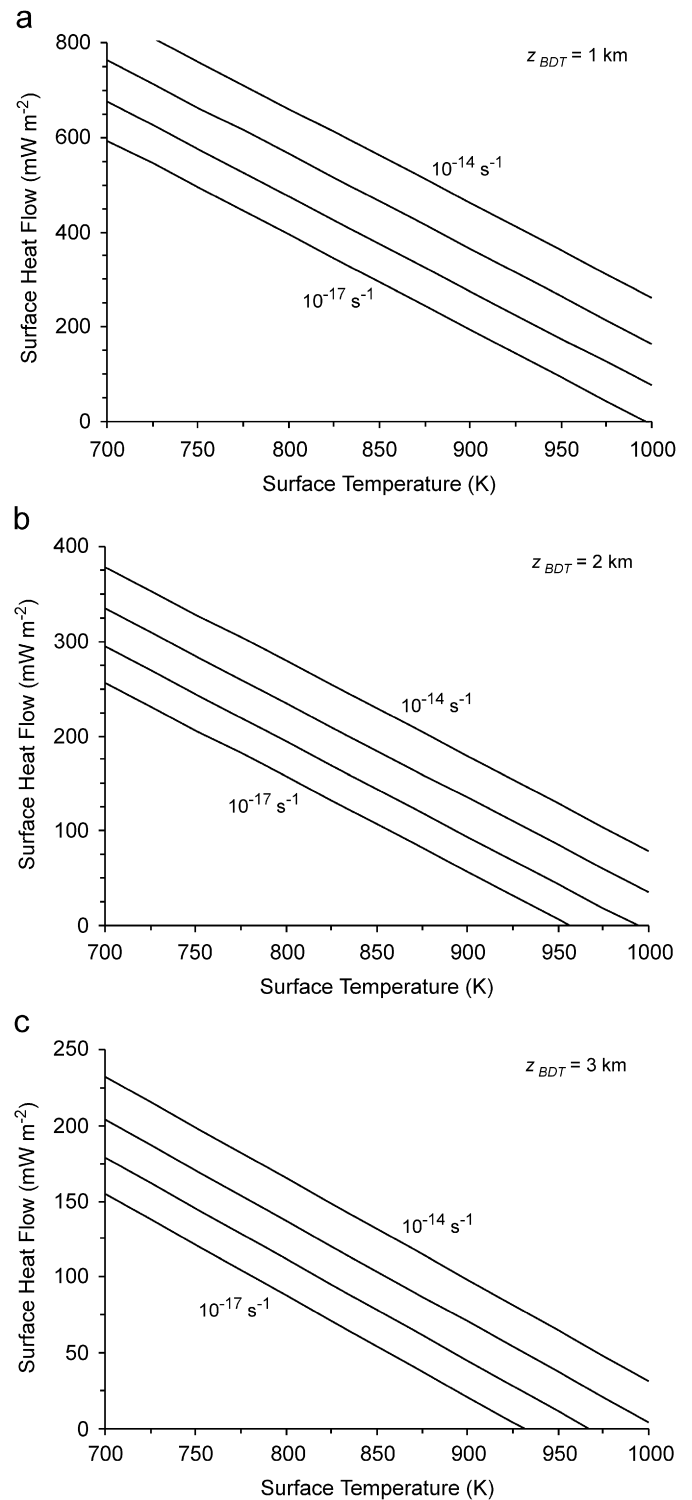 a
800
600
400
200
0
Surface Heat Flow (mW m⁻²)
z BDT = 1 km
10⁻¹⁴ s⁻¹
10⁻¹⁷ s⁻¹
700 750 800 850 900 950 1000
Surface Temperature (K)
b
400
300
200
100
0
Surface Heat Flow (mW m⁻²)
z BDT = 2 km
10⁻¹⁴ s⁻¹
10⁻¹⁷ s⁻¹
700 750 800 850 900 950 1000
Surface Temperature (K)
c
250
200
150
100
50
0
Surface Heat Flow (mW m⁻²)
z BDT = 3 km
10⁻¹⁴ s⁻¹
10⁻¹⁷ s⁻¹
700 750 800 850 900 950 1000
Surface Temperature (K)